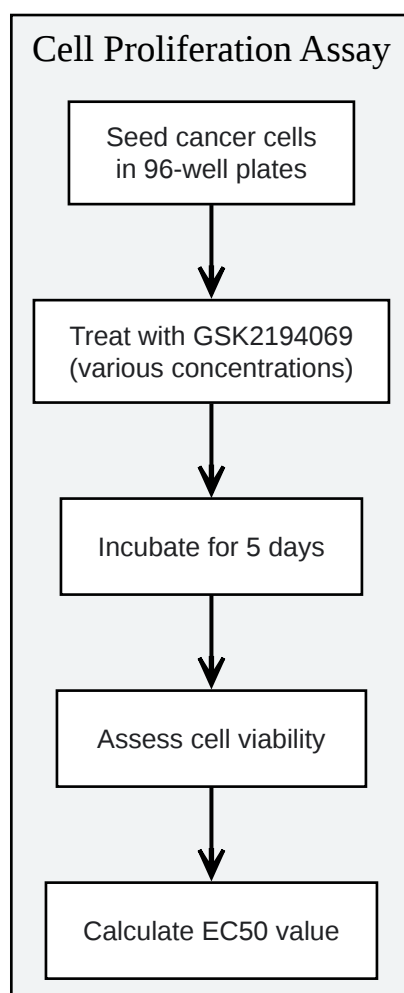 Cell Proliferation Assay
Seed cancer cells
in 96-well plates
Treat with GSK2194069
(various concentrations)
Incubate for 5 days
Assess cell viability
Calculate EC50 value